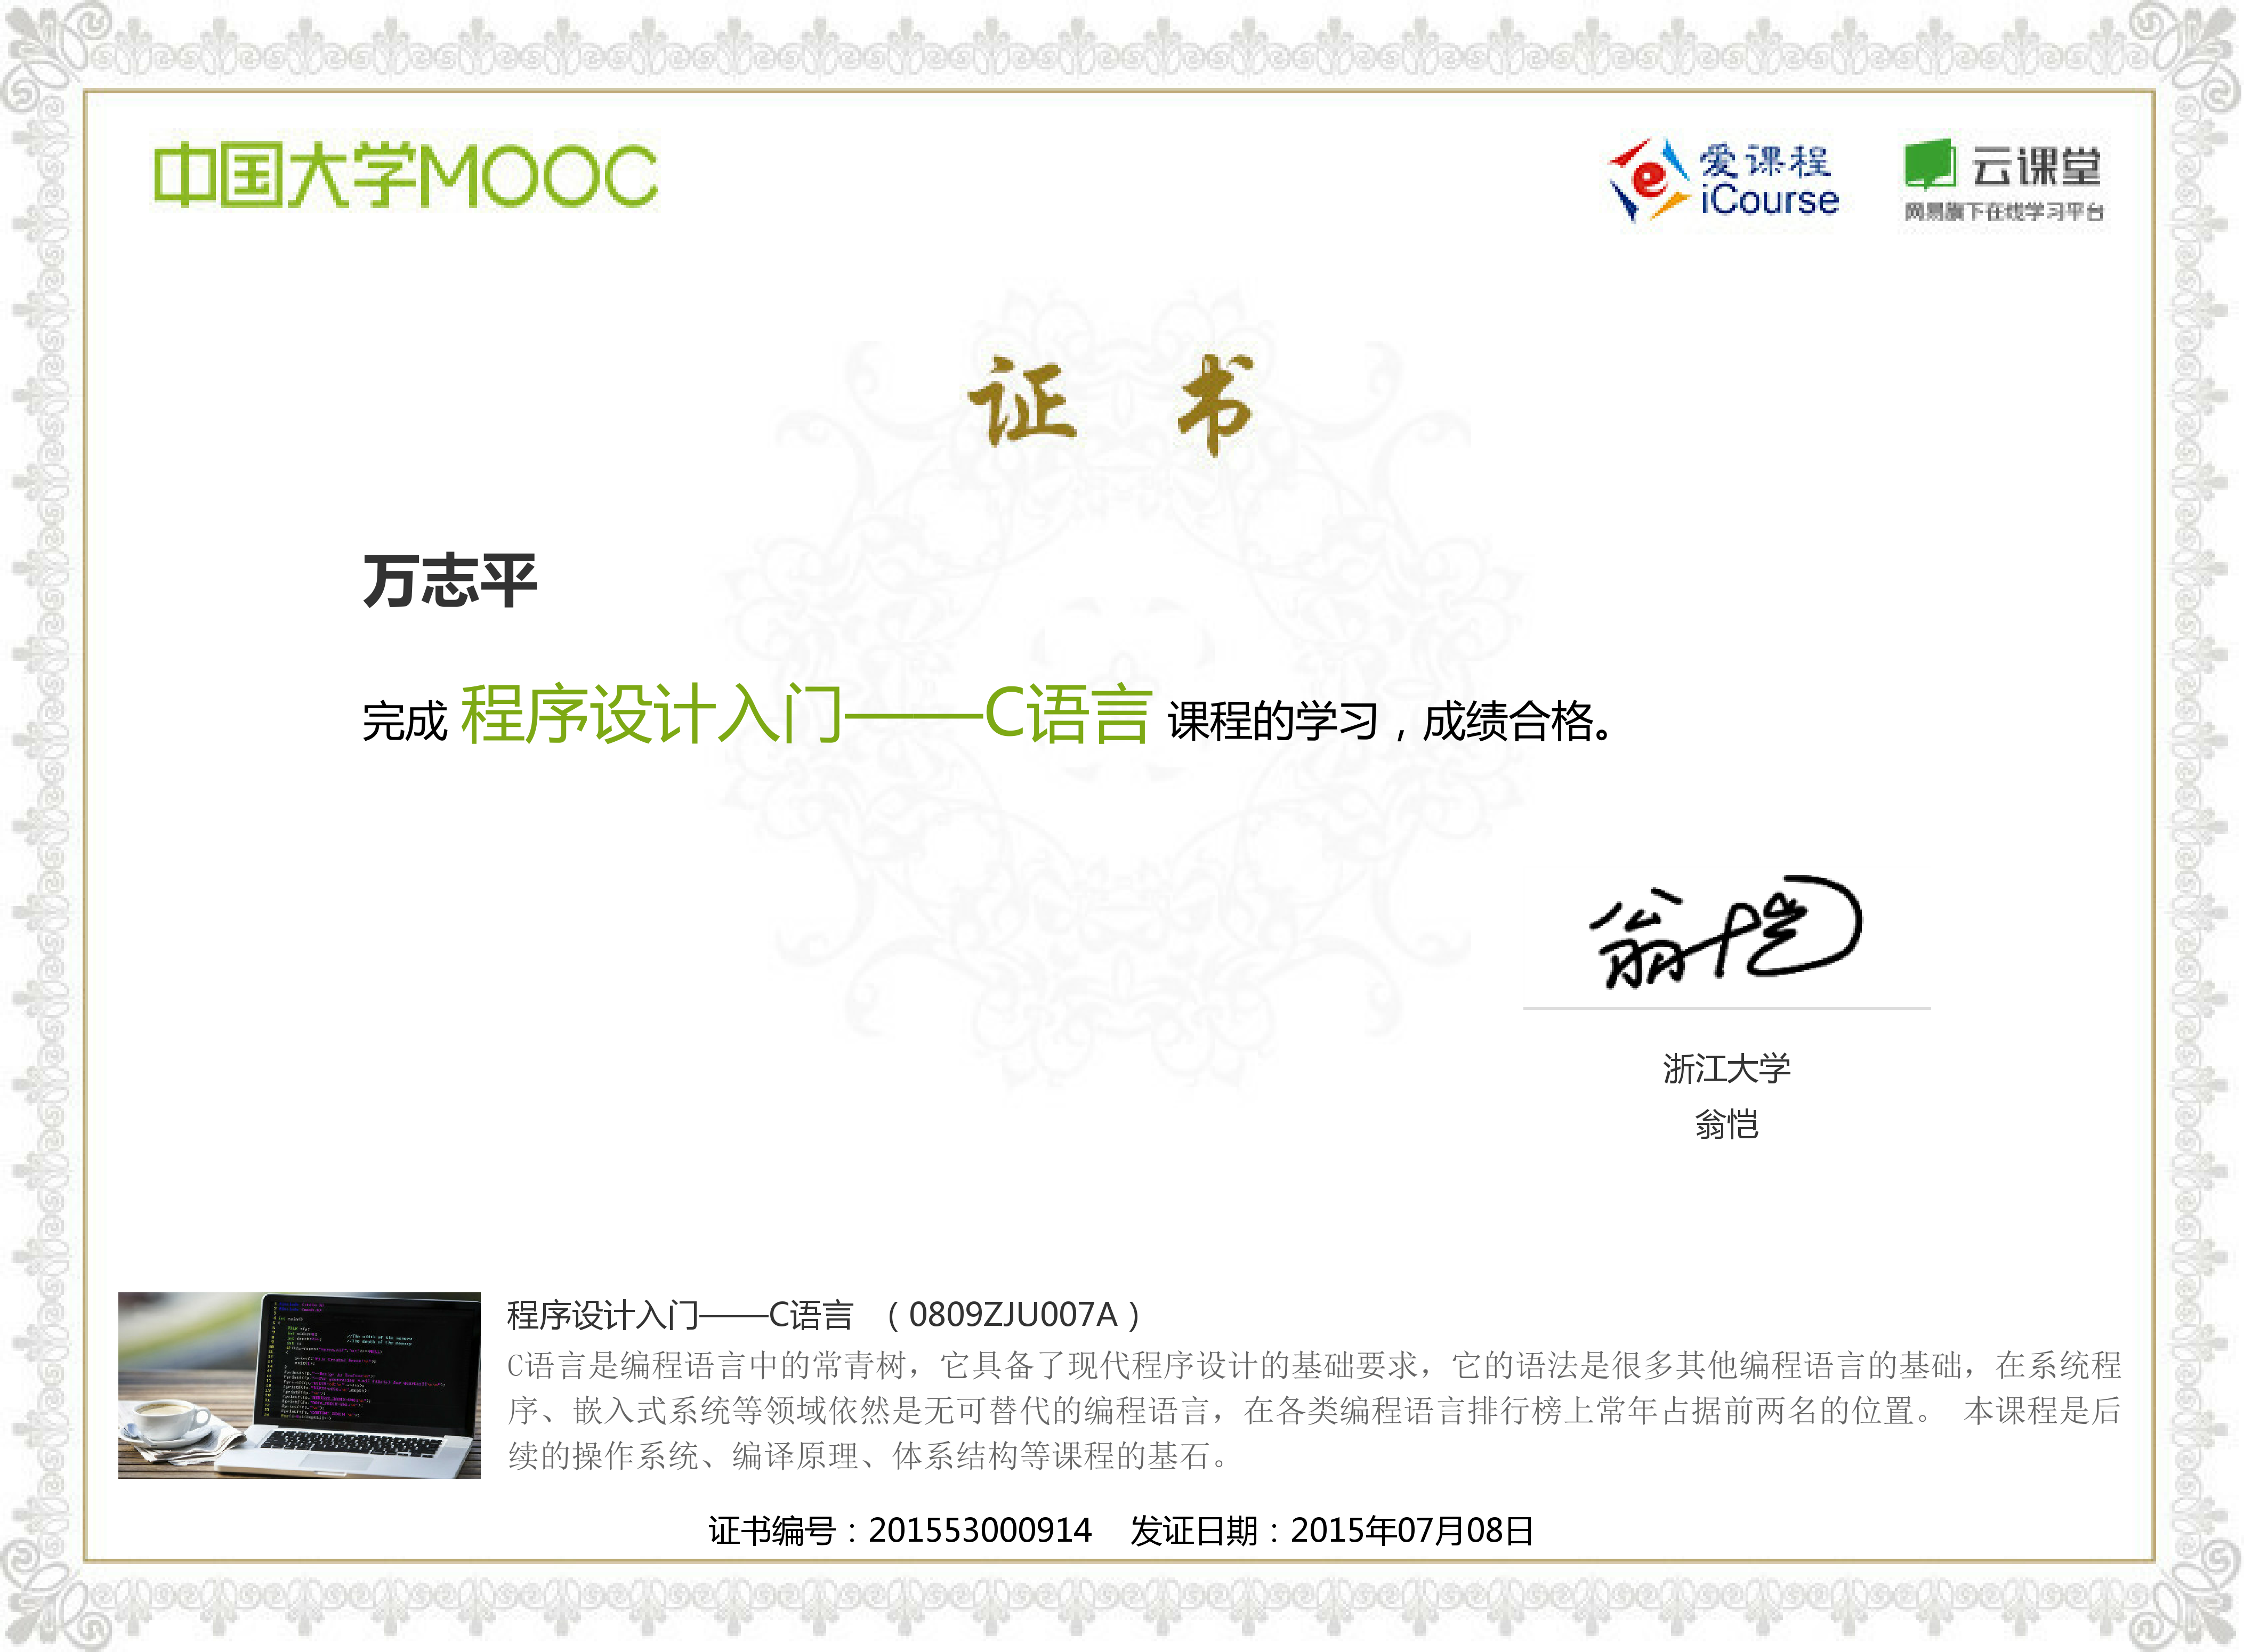 中国大学MOOC
爱课程
iCourse
云课堂
网易旗下在线学习平台
证 书
万志平
完成 程序设计入门——C语言 课程的学习，成绩合格。
翁恺
浙江大学
翁恺
程序设计入门——C语言 （0809ZJU007A）
C语言是编程语言中的常青树，它具备了现代程序设计的基础要求，它的语法是很多其他编程语言的基础，在系统程
序、嵌入式系统等领域依然是无可替代的编程语言，在各类编程语言排行榜上常年占据前两名的位置。 本课程是后
续的操作系统、编译原理、体系结构等课程的基石。
证书编号：201553000914 发证日期：2015年07月08日